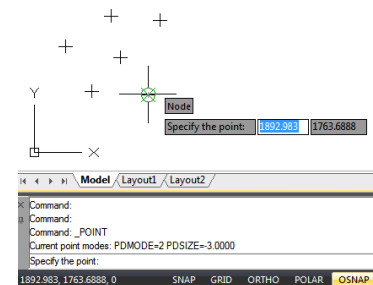 Node
Specify the point: 1892.983 1763.6888
Y
X
Model Layout1 Layout2
Command:
Command:
Command: _POINT
Current point modes: PDMODE=2 PDSIZE=-3.0000
Specify the point:
1892.983, 1763.6888, 0 SNAP GRID ORTHO POLAR OSNAP